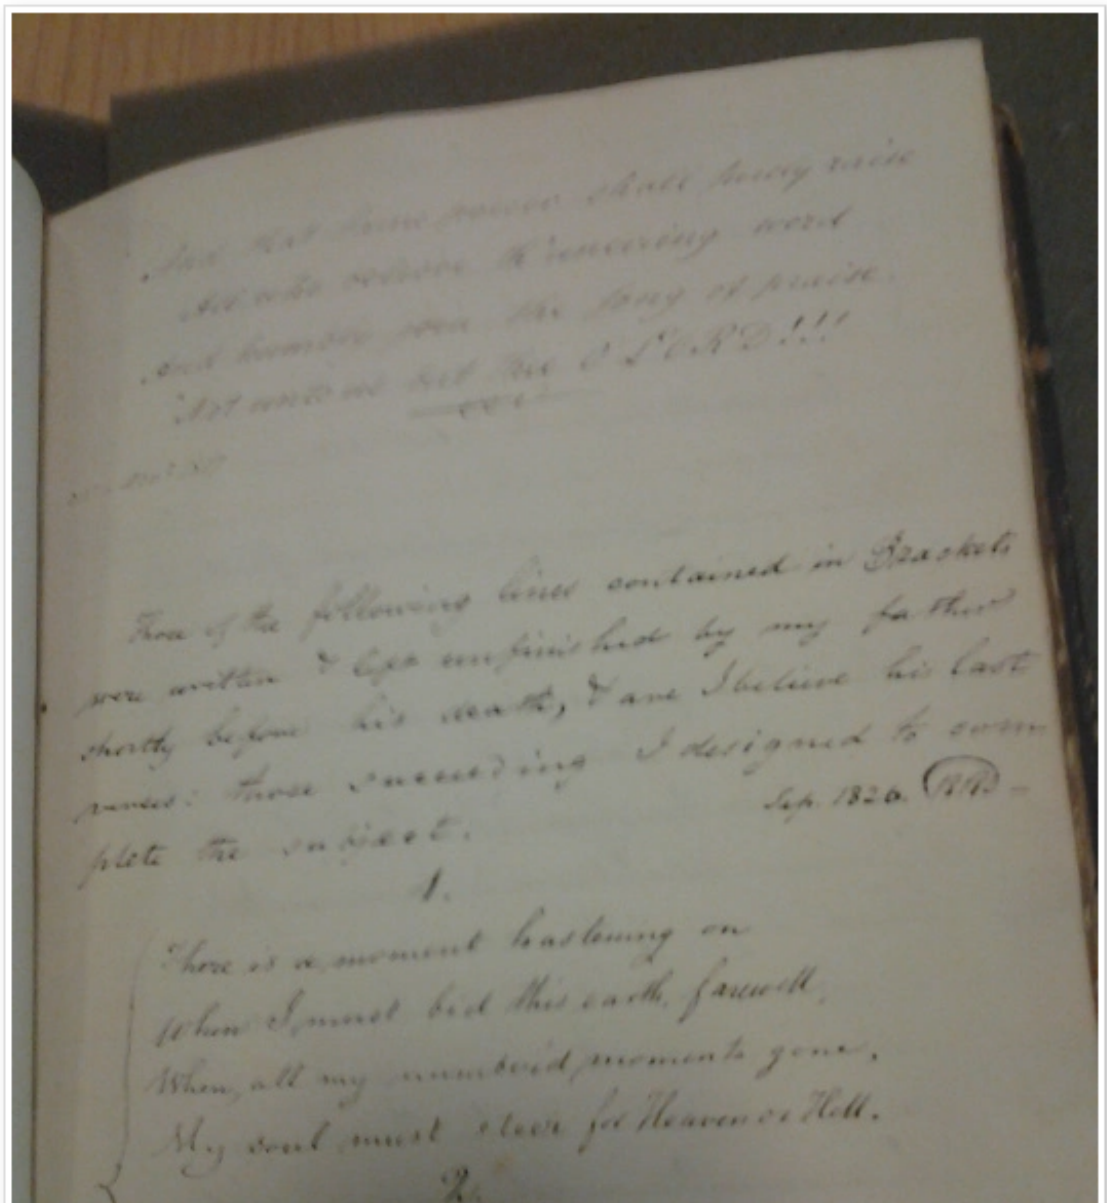 And that same power shall surely raise
All who believe th' unerring word
And humbly join the song of praise.
"Not unto us but thee O LORD!!!
Those of the following lines contained in Brackets
were written & left unfinished by my father
shortly before his death, & are I believe his last
verses: those succeeding I designed to com
plete the subject.
Sep. 1826. RR
1.
There is a moment hastening on
When I must bid this earth farewell,
When, all my number'd moments gone,
My soul must steer for Heaven or Hell.
2.